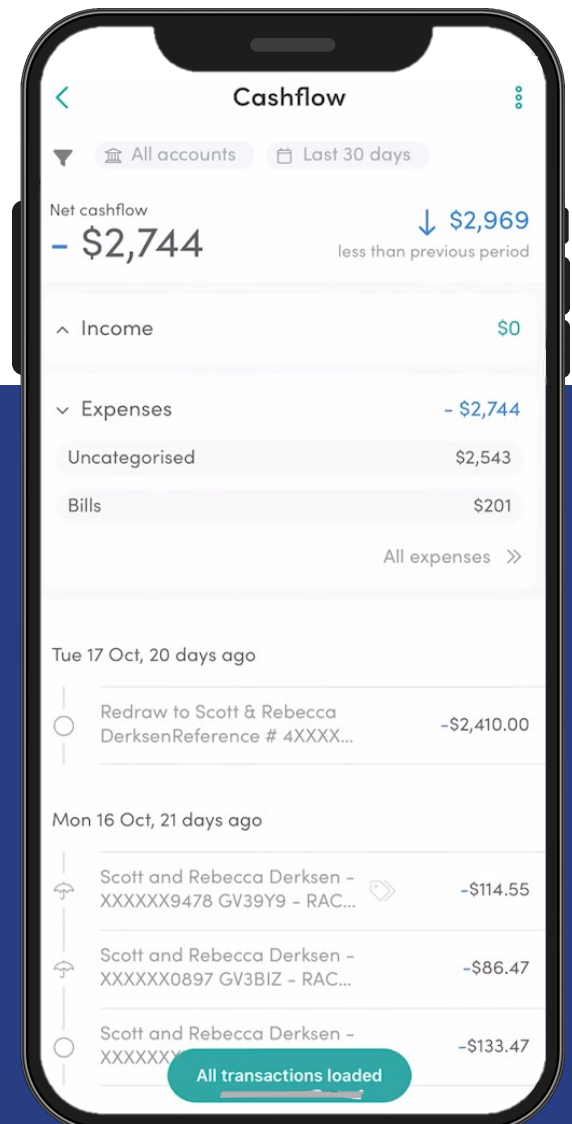 Cashflow
All accounts
Last 30 days
Net cashflow
- $2,744
↓ $2,969
less than previous period
Income
$0
Expenses
- $2,744
Uncategorised
$2,543
Bills
$201
All expenses
Tue 17 Oct, 20 days ago
Redraw to Scott & Rebecca
DerksenReference # 4XXXX...
-$2,410.00
Mon 16 Oct, 21 days ago
Scott and Rebecca Derksen -
XXXXXX9478 GV39Y9 - RAC...
-$114.55
Scott and Rebecca Derksen -
XXXXXX0897 GV3BIZ - RAC...
-$86.47
Scott and Rebecca Derksen -
XXXXXX
-$133.47
All transactions loaded